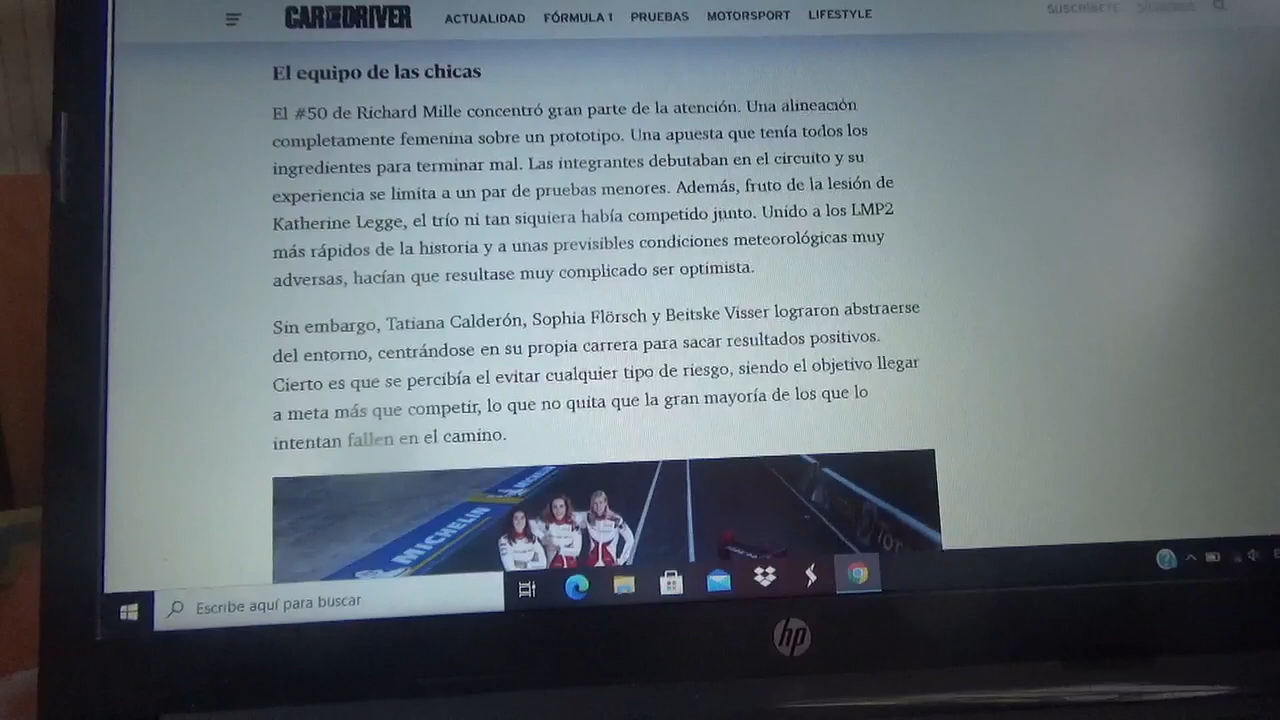 CAR AND DRIVER ACTUALIDAD FÓRMULA 1 PRUEBAS MOTORSPORT LIFESTYLE SUSCRÍBETE
El equipo de las chicas
El #50 de Richard Mille concentró gran parte de la atención. Una alineación
completamente femenina sobre un prototipo. Una apuesta que tenía todos los
ingredientes para terminar mal. Las integrantes debutaban en el circuito y su
experiencia se limita a un par de pruebas menores. Además, fruto de la lesión de
Katherine Legge, el trío ni tan siquiera había competido junto. Unido a los LMP2
más rápidos de la historia y a unas previsibles condiciones meteorológicas muy
adversas, hacían que resultase muy complicado ser optimista.
Sin embargo, Tatiana Calderón, Sophia Flörsch y Beitske Visser lograron abstraerse
del entorno, centrándose en su propia carrera para sacar resultados positivos.
Cierto es que se percibía el evitar cualquier tipo de riesgo, siendo el objetivo llegar
a meta más que competir, lo que no quita que la gran mayoría de los que lo
intentan fallen en el camino.
MICHELIN
Escribe aquí para buscar
hp